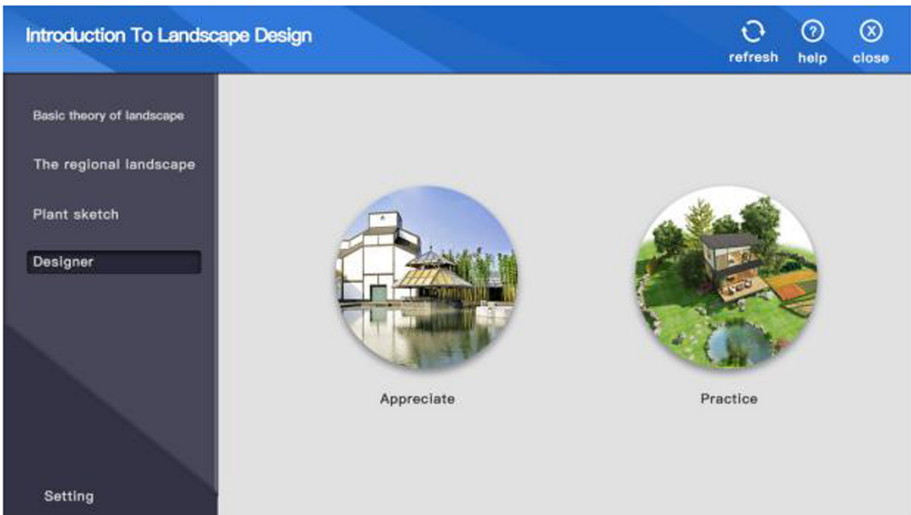 Introduction To Landscape Design
refresh
help
close
Basic theory of landscape
The regional landscape
Plant sketch
Designer
Appreciate
Practice
Setting